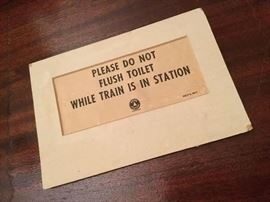 PLEASE DO NOT
FLUSH TOILET
WHILE TRAIN IS IN STATION